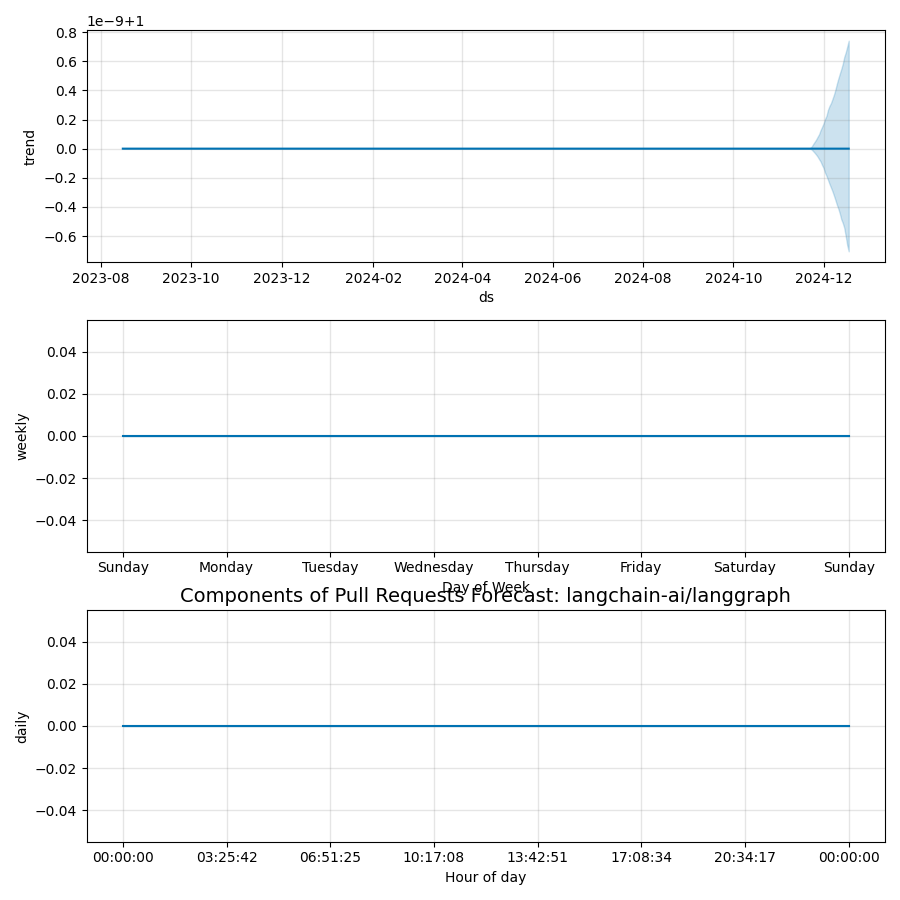 1e−9+1
0.8
0.6
0.4
0.2
0.0
−0.2
−0.4
−0.6
trend
2023-08 2023-10 2023-12 2024-02 2024-04 2024-06 2024-08 2024-10 2024-12
ds
0.04
0.02
0.00
−0.02
−0.04
weekly
Sunday Monday Tuesday Wednesday Thursday Friday Saturday Sunday
Day of Week
Components of Pull Requests Forecast: langchain-ai/langgraph
0.04
0.02
0.00
−0.02
−0.04
daily
00:00:00 03:25:42 06:51:25 10:17:08 13:42:51 17:08:34 20:34:17 00:00:00
Hour of day